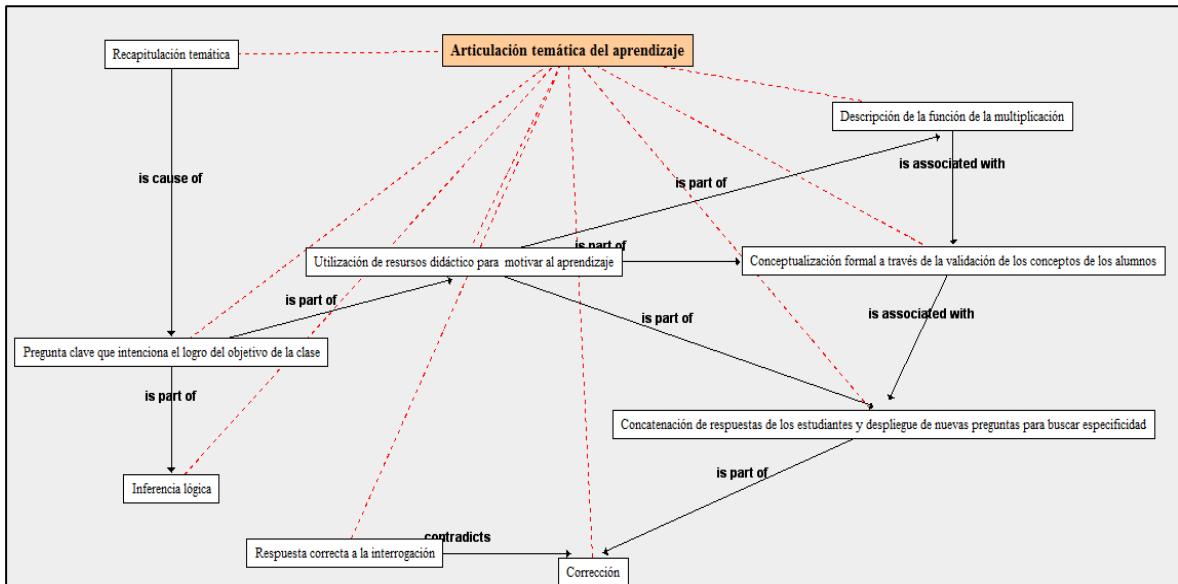 Recapitulación temática
Articulación temática del aprendizaje
Descripción de la función de la multiplicación
is cause of
is part of
is associated with
Utilización de resursos didáctico para motivar al aprendizaje
is part of
Conceptualización formal a través de la validación de los conceptos de los alumnos
is part of
is part of
is associated with
Pregunta clave que intenciona el logro del objetivo de la clase
is part of
Concatenación de respuestas de los estudiantes y despliegue de nuevas preguntas para buscar especificidad
is part of
Inferencia lógica
contradicts
Respuesta correcta a la interrogación
Corrección